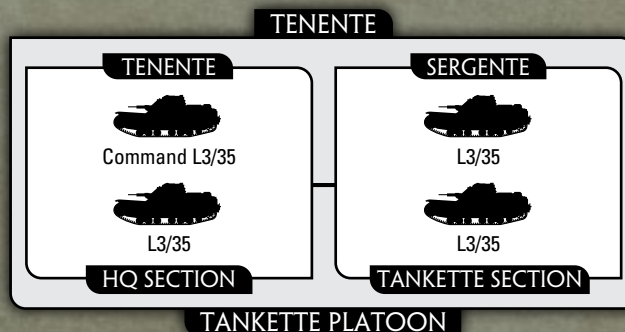 TENENTE
TENENTE
Command L3/35
L3/35
HQ SECTION
SERGENTE
L3/35
L3/35
TANKETTE SECTION
TANKETTE PLATOON